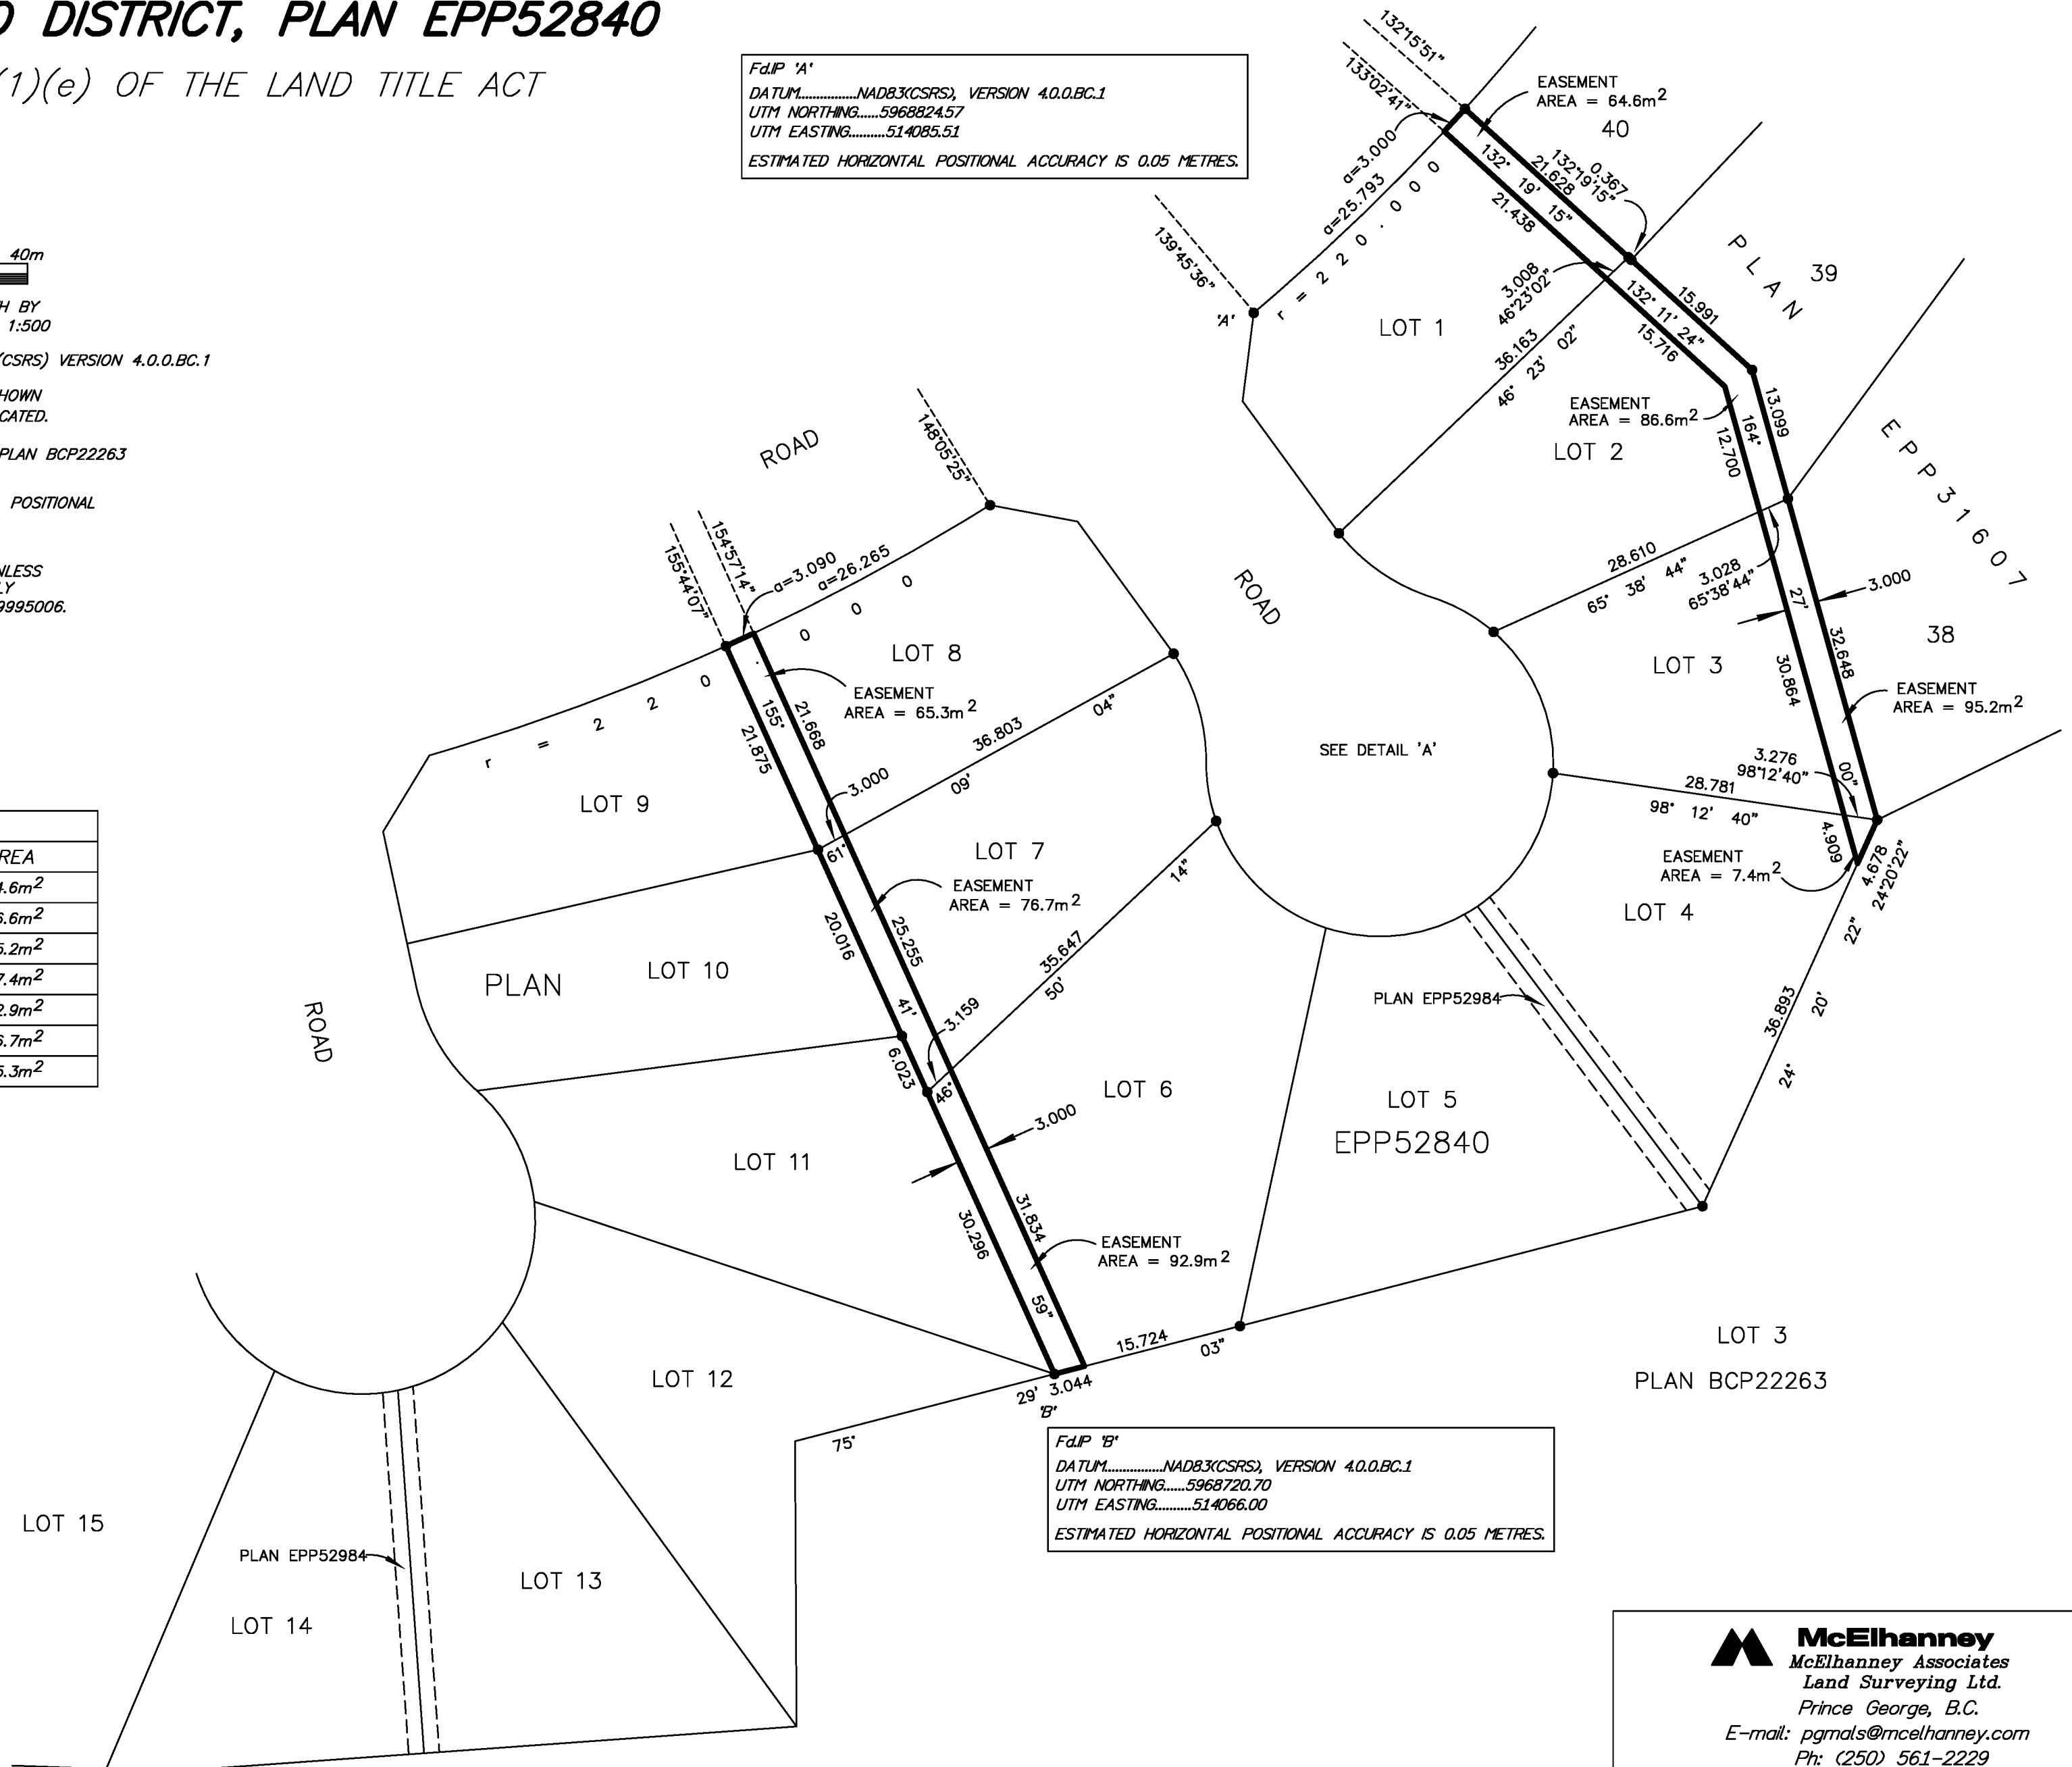 DISTRICT, PLAN EPP52840
(1)(e) OF THE LAND TITLE ACT
Fd.IP 'A'
DATUM................NAD83(CSRS), VERSION 4.0.0.BC.1
UTM NORTHING......5968824.57
UTM EASTING..........514085.51
ESTIMATED HORIZONTAL POSITIONAL ACCURACY IS 0.05 METRES.
132°15'51"
133°02'41"
EASEMENT
AREA = 64.6m²
40
a=3.000
a=25.793
r = 220.000
132° 19' 15"
21.628
21.438
0.367
132°19'15"
139°45'36"
'A'
LOT 1
3.008
46°23'02"
36.163
46° 23' 02"
132° 11' 24"
15.991
15.716
PLAN
39
EPP31607
40m
H BY
1:500
(CSRS) VERSION 4.0.0.BC.1
PLAN BCP22263
POSITIONAL
9995006.
EASEMENT
AREA = 86.6m²
LOT 2
13.099
164°
12.700
28.610
65° 38' 44"
3.028
65°38'44"
27'
3.000
32.648
30.864
38
LOT 3
EASEMENT
AREA = 95.2m²
3.276
98°12'40"
00"
28.781
98° 12' 40"
4.909
EASEMENT
AREA = 7.4m²
4.678
24°20'22"
LOT 4
22"
20'
24°
36.893
ROAD
148°05'25"
154°57'14"
155°44'07"
a=3.090
a=26.265
r = 220.000
LOT 8
EASEMENT
AREA = 65.3m²
155°
21.668
21.875
36.803
04"
09'
61°
3.000
ROAD
SEE DETAIL 'A'
LOT 9
LOT 7
EASEMENT
AREA = 76.7m²
14"
20.016
25.255
35.647
50'
PLAN
LOT 10
41'
3.159
6.023
46°
PLAN EPP52984
ROAD
LOT 6
LOT 5
EPP52840
3.000
LOT 11
31.834
30.296
EASEMENT
AREA = 92.9m²
59"
15.724
03"
29'
3.044
'B'
75°
LOT 12
LOT 3
PLAN BCP22263
Fd.IP 'B'
DATUM................NAD83(CSRS), VERSION 4.0.0.BC.1
UTM NORTHING......5968720.70
UTM EASTING..........514066.00
ESTIMATED HORIZONTAL POSITIONAL ACCURACY IS 0.05 METRES.
LOT 15
PLAN EPP52984
LOT 13
LOT 14
McElhanney
McElhanney Associates
Land Surveying Ltd.
Prince George, B.C.
E-mail: pgmals@mcelhanney.com
Ph: (250) 561-2229